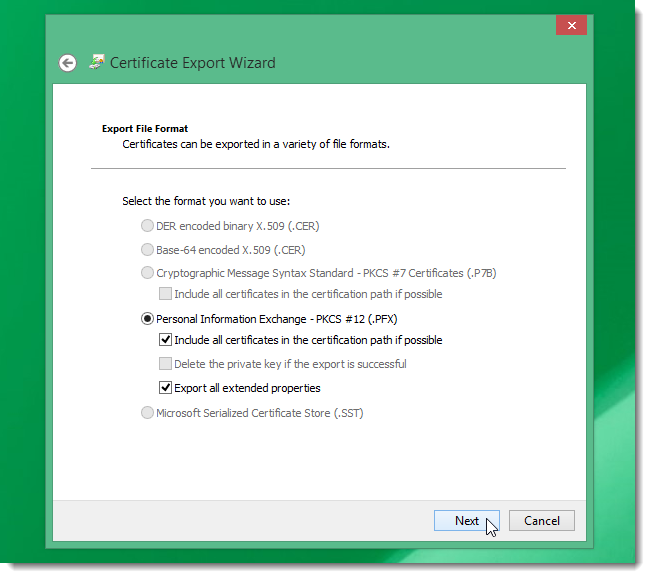 Certificate Export Wizard
Export File Format
Certificates can be exported in a variety of file formats.
Select the format you want to use:
DER encoded binary X.509 (.CER)
Base-64 encoded X.509 (.CER)
Cryptographic Message Syntax Standard - PKCS #7 Certificates (.P7B)
Include all certificates in the certification path if possible
Personal Information Exchange - PKCS #12 (.PFX)
Include all certificates in the certification path if possible
Delete the private key if the export is successful
Export all extended properties
Microsoft Serialized Certificate Store (.SST)
Next
Cancel